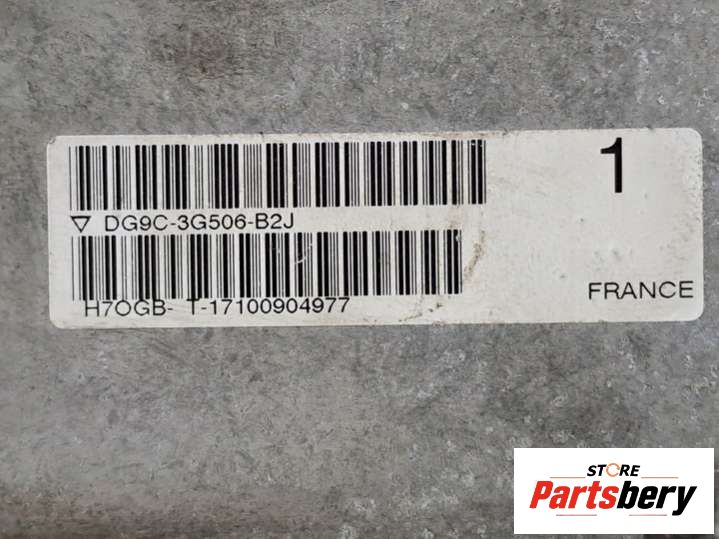 1
▽ DG9C-3G506-B2J
H7OGB- T-17100904977
FRANCE
STORE
Partsbery